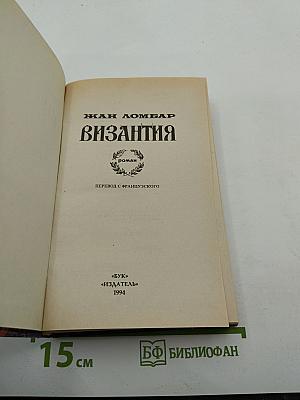 ЖАН ЛОМБАР
ВИЗАНТИЯ
роман
ПЕРЕВОД С ФРАНЦУЗСКОГО
«БУК»
«ИЗДАТЕЛЬ»
1994
15 см
БФ БИБЛИОФАН